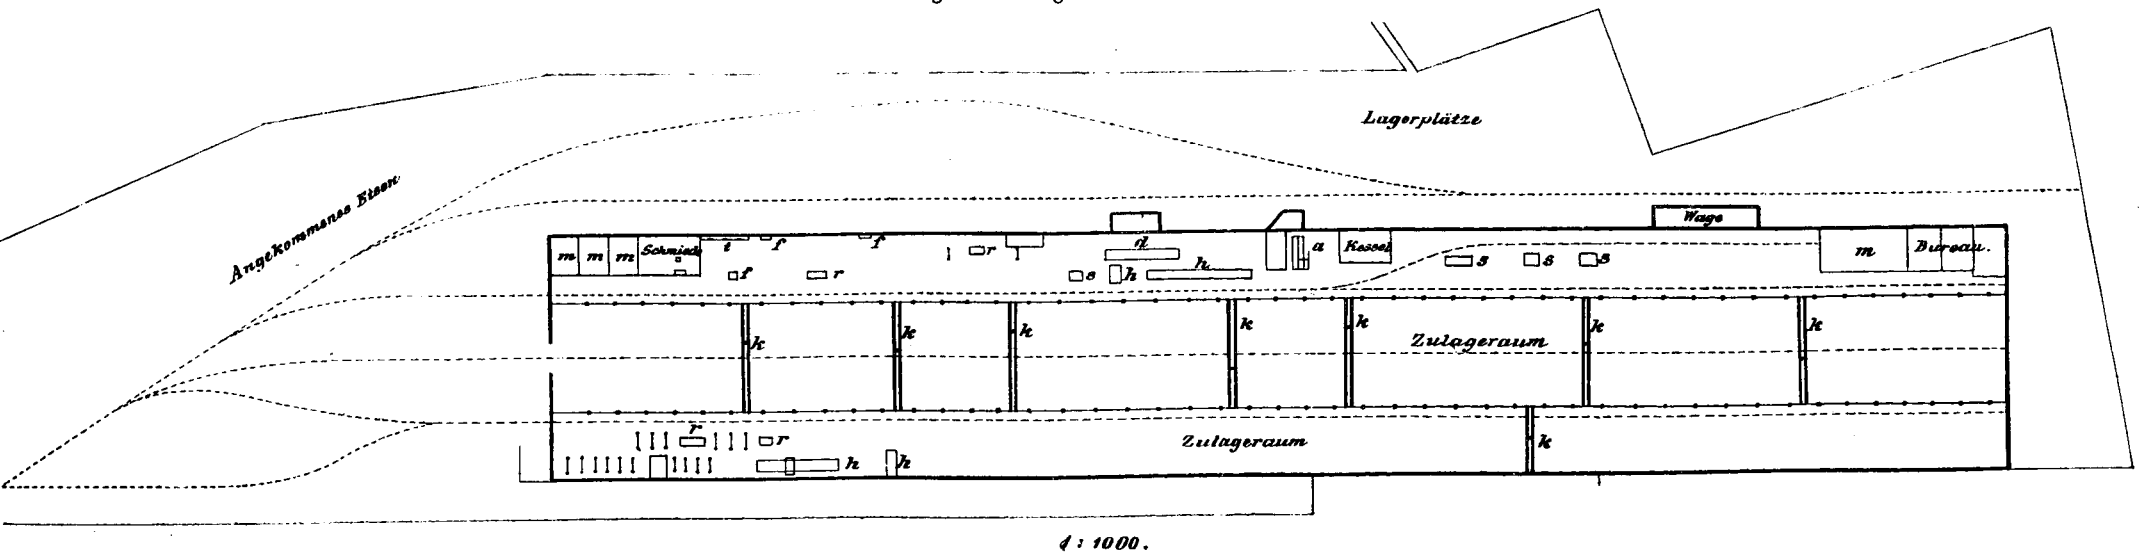 Lagerplätze
Angekommenes Eisen
Wage
m m m Schmiede t f f r d a Kessel m Bureau.
f r s h h s s s
k k k k k k k
Zulageraum
r r Zulageraum k
h h
1 : 1000.